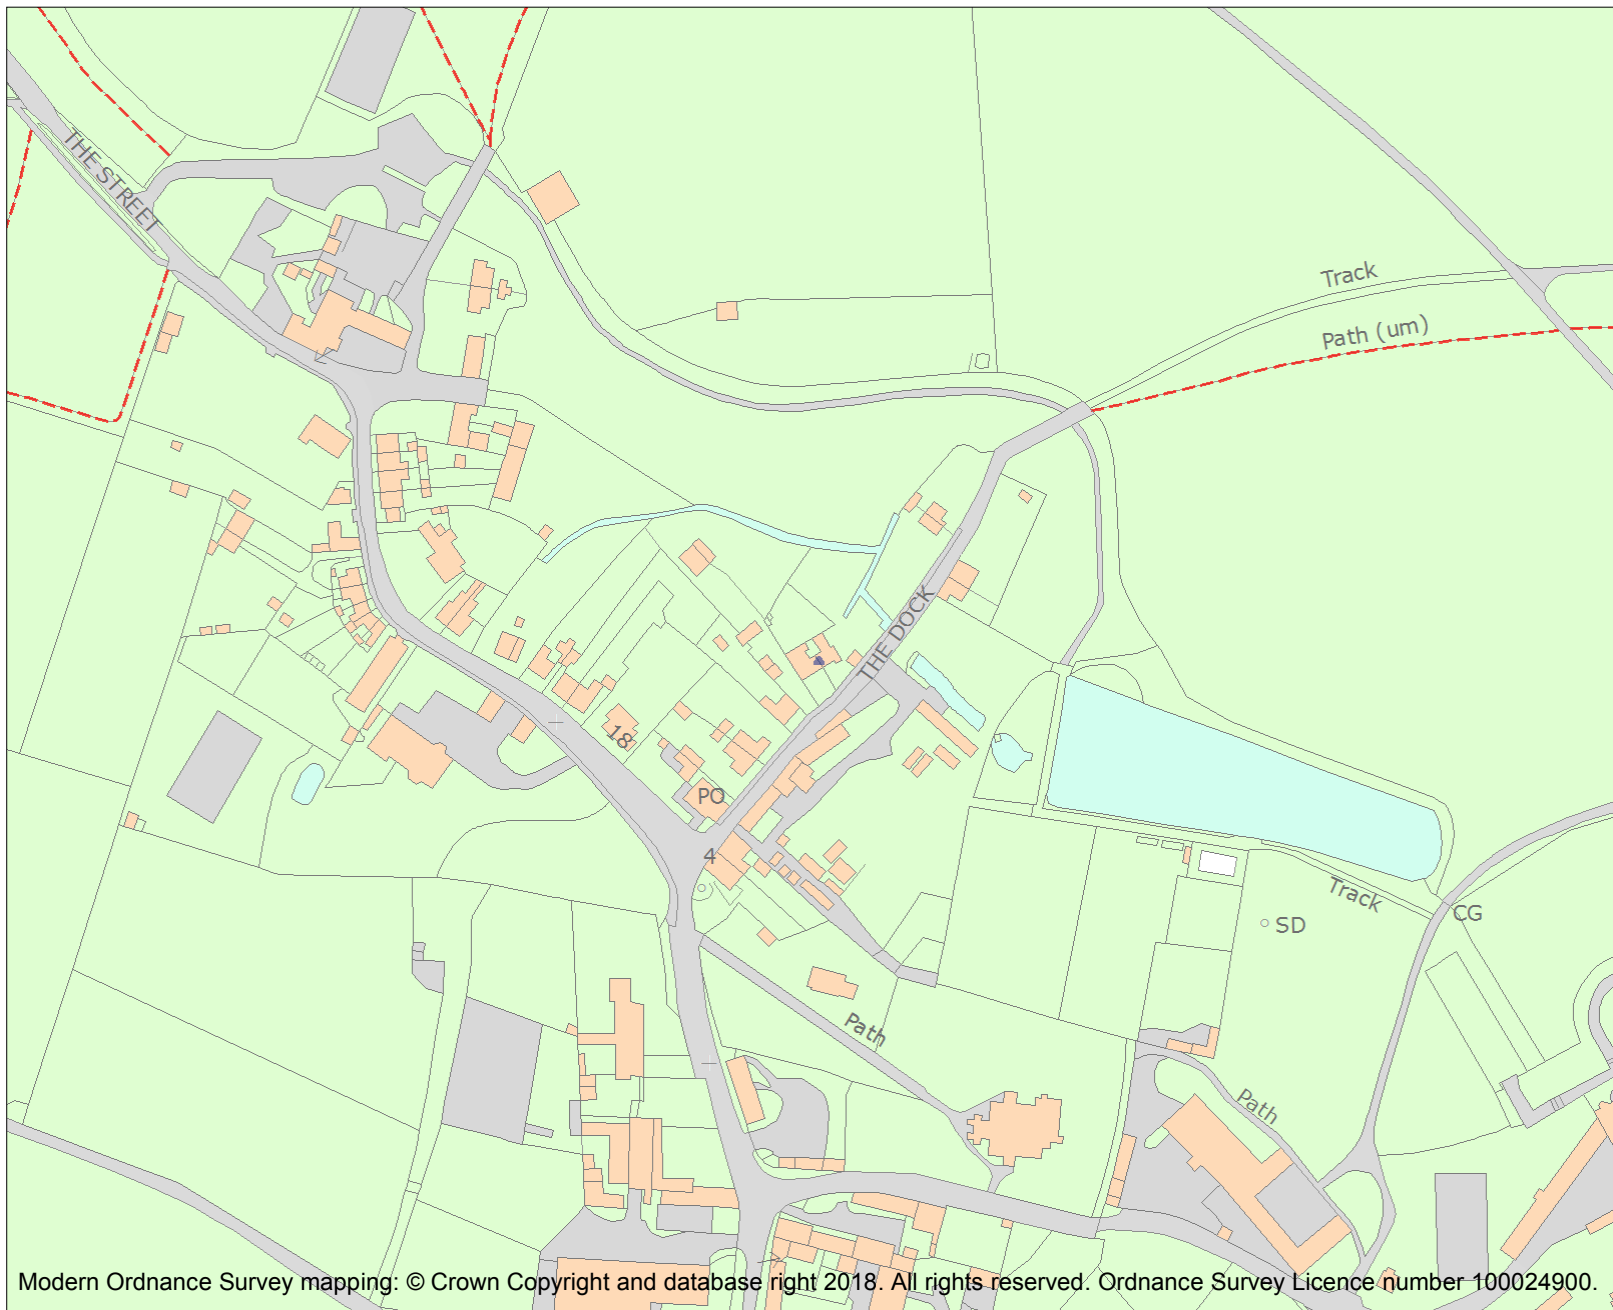 THE STREET
Track
Path (um)
THE DOCK
18
PO
4
Track
CG
SD
Path
Path
Modern Ordnance Survey mapping: © Crown Copyright and database right 2018. All rights reserved. Ordnance Survey Licence number 100024900.